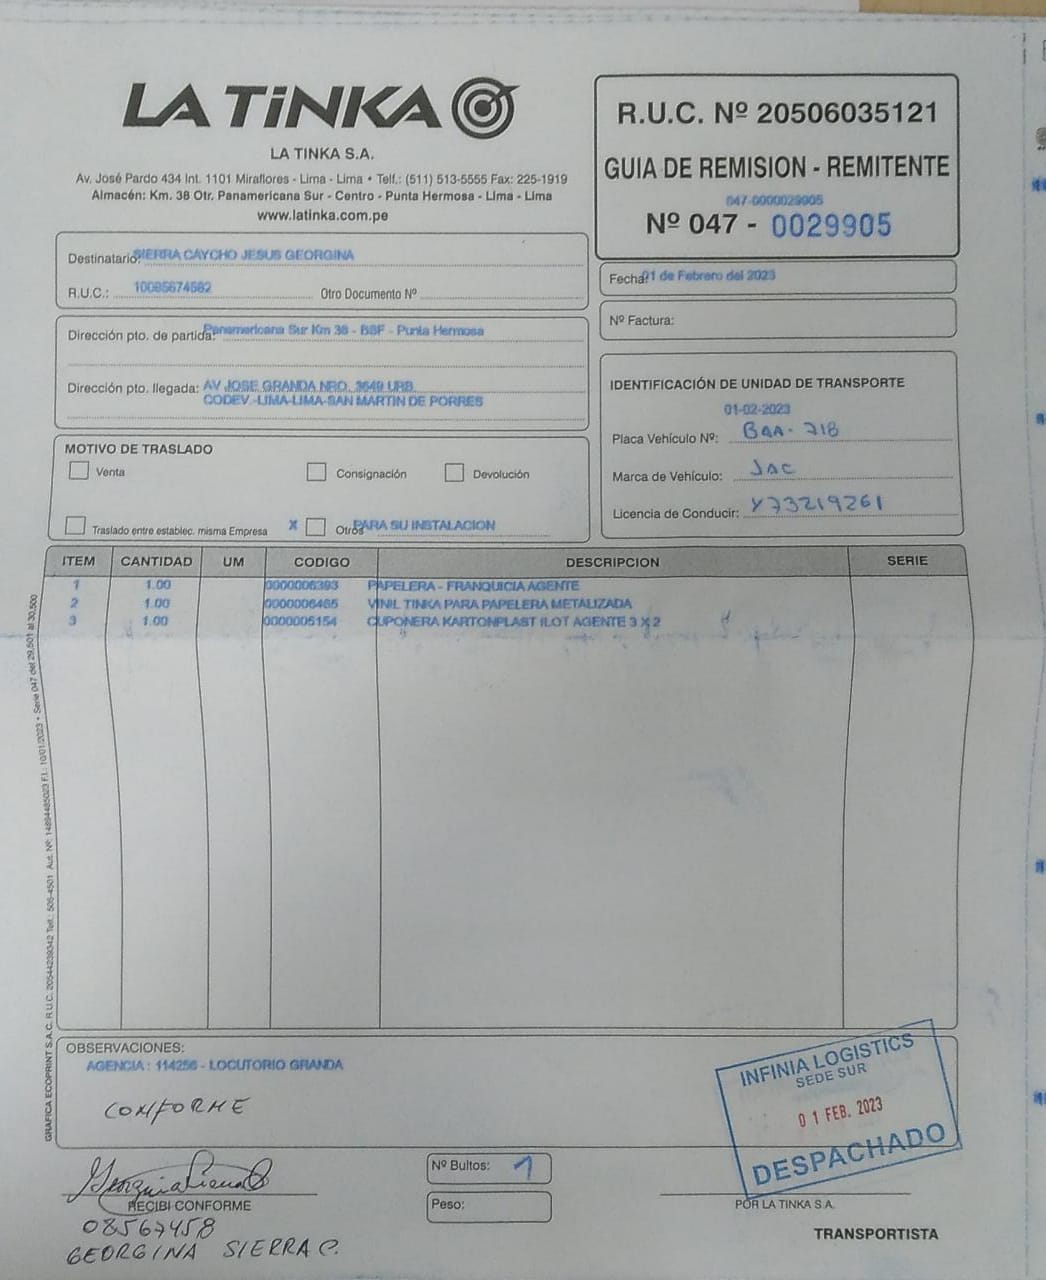 LA TiNKA
LA TINKA S.A.
Av. José Pardo 434 Int. 1101 Miraflores - Lima - Lima • Telf.: (511) 513-5555 Fax: 225-1919
Almacén: Km. 38 Otr. Panamericana Sur - Centro - Punta Hermosa - Lima - Lima
www.latinka.com.pe
R.U.C. Nº 20506035121
GUIA DE REMISION - REMITENTE
047-0000029905
Nº 047 - 0029905
Destinatario: SIERRA CAYCHO JESUS GEORGINA
R.U.C.: 10085674582 Otro Documento Nº
Fecha: 01 de Febrero del 2023
Nº Factura:
Dirección pto. de partida: Panamericana Sur Km 38 - BSF - Punta Hermosa
Dirección pto. llegada: AV JOSE GRANDA NRO. 3649 URB.
CODEV.-LIMA-LIMA-SAN MARTIN DE PORRES
IDENTIFICACIÓN DE UNIDAD DE TRANSPORTE
01-02-2023
Placa Vehículo Nº: BAA-718
Marca de Vehículo: JAC
Licencia de Conducir: Y73219261
MOTIVO DE TRASLADO
Venta Consignación Devolución
Traslado entre establec. misma Empresa X Otros PARA SU INSTALACION
ITEM CANTIDAD UM CODIGO DESCRIPCION SERIE
1 1.00 0000006393 PAPELERA - FRANQUICIA AGENTE
2 1.00 0000006465 VINIL TINKA PARA PAPELERA METALIZADA
3 1.00 0000005154 CUPONERA KARTONPLAST ILOT AGENTE 3 X 2
GRAFICA ECOPRINT S.A.C. R.U.C. 20544239342 Telf.: 505-4501 Aut. Nº: 14894485023 F.I.: 10/01/2023 • Serie 047 del 29,501 al 30,500
OBSERVACIONES:
AGENCIA : 114256 - LOCUTORIO GRANDA
CONFORME
INFINIA LOGISTICS
SEDE SUR
01 FEB. 2023
DESPACHADO
Nº Bultos: 1
Peso:
RECIBI CONFORME
08567458
GEORGINA SIERRA C.
POR LA TINKA S.A.
TRANSPORTISTA